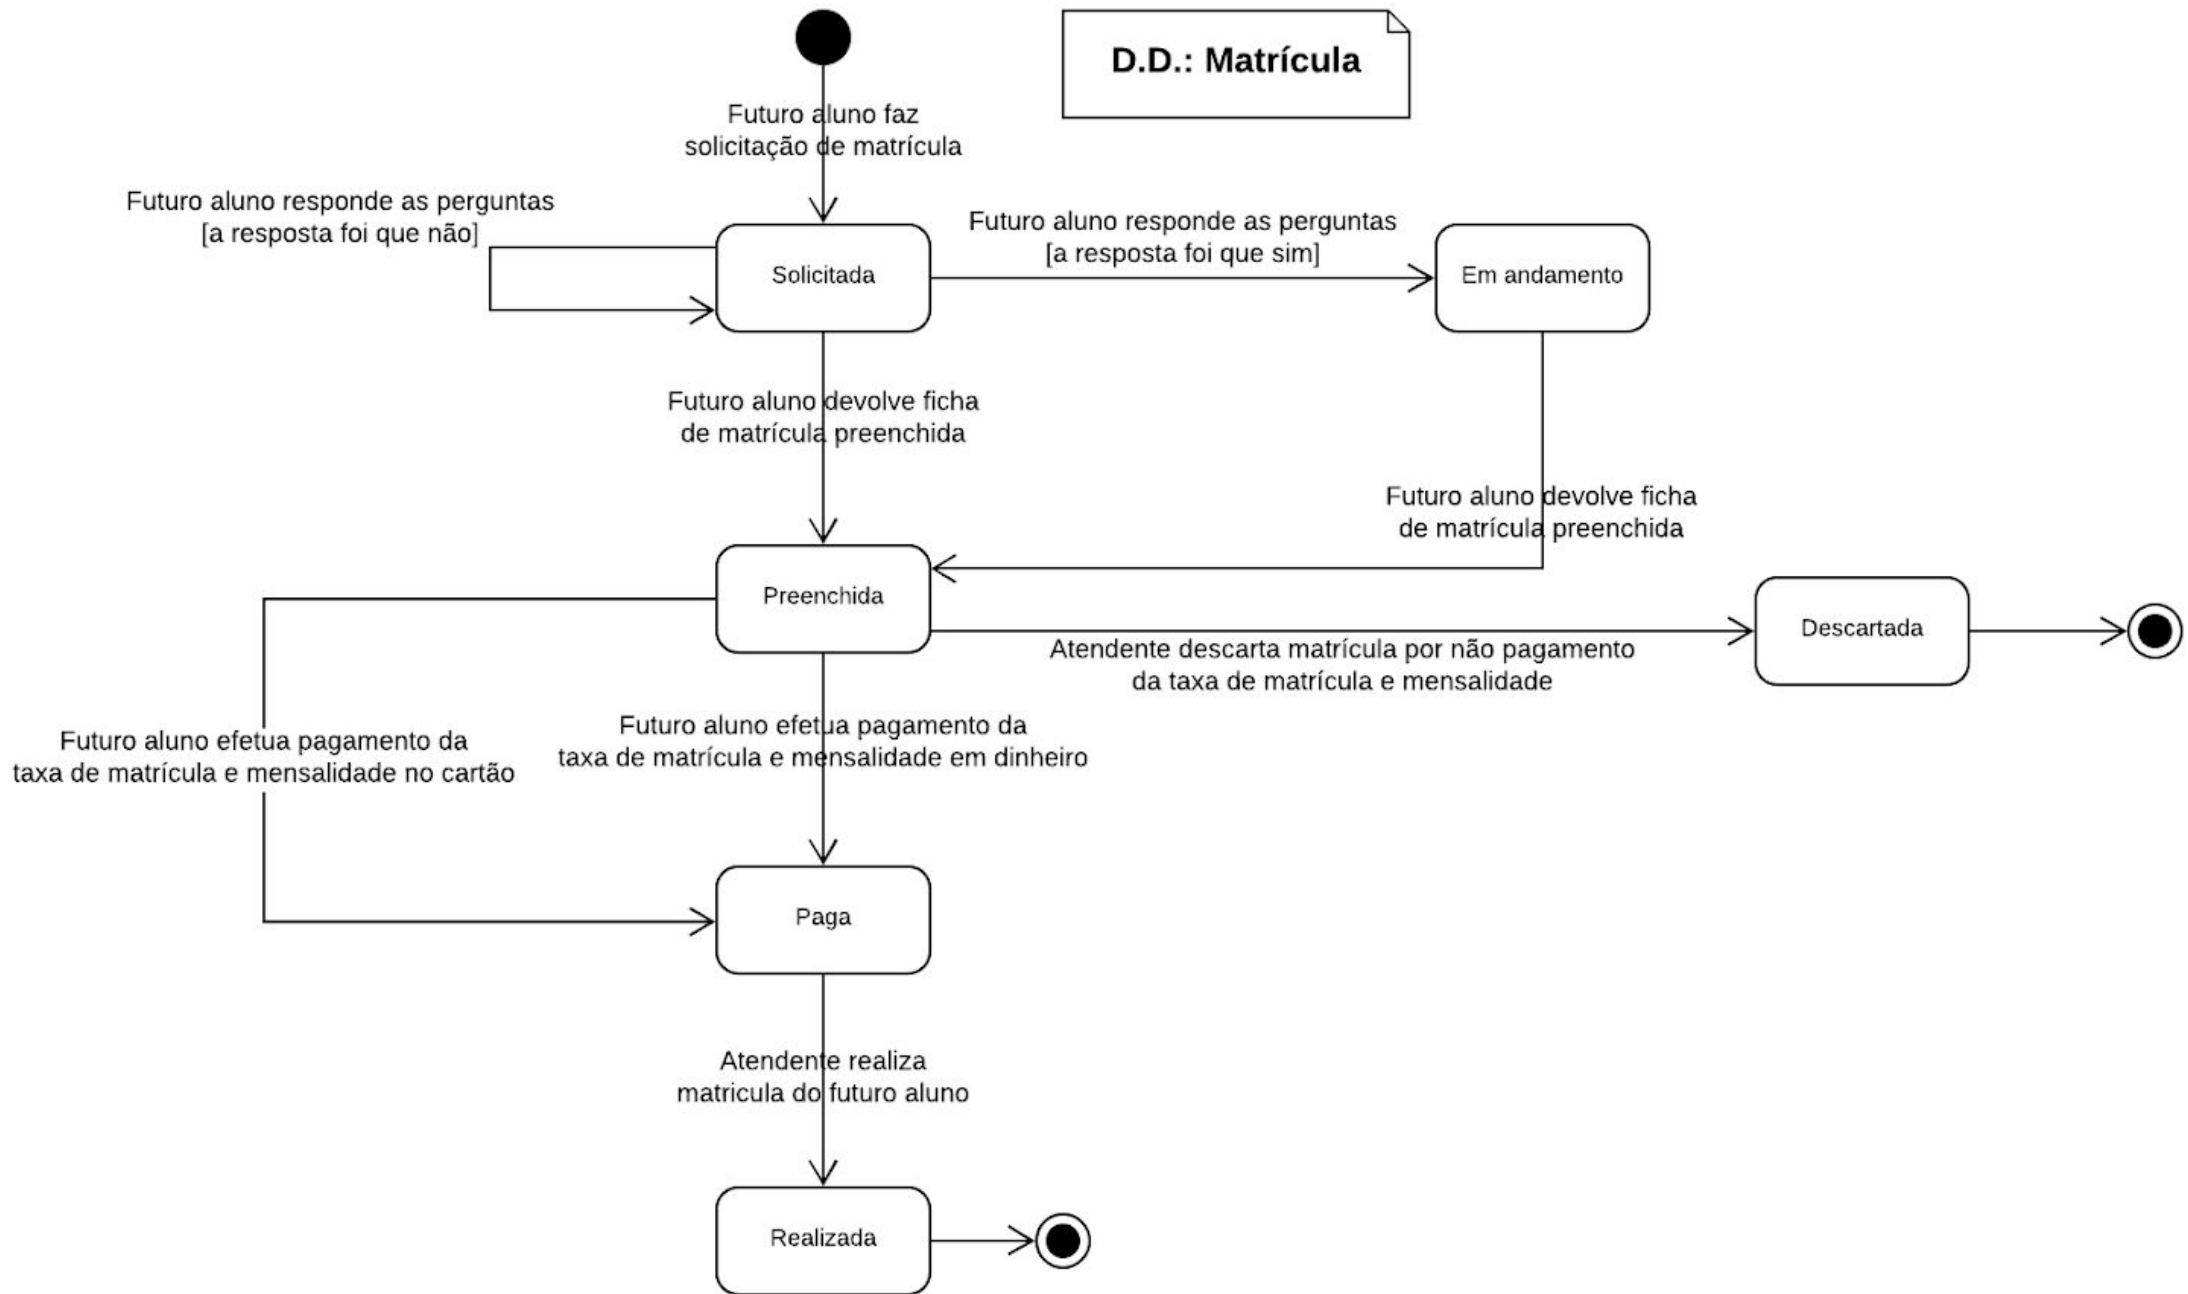 D.D.: Matrícula
Futuro aluno faz
solicitação de matrícula
Futuro aluno responde as perguntas
[a resposta foi que não]
Futuro aluno responde as perguntas
[a resposta foi que sim]
Solicitada
Em andamento
Futuro aluno devolve ficha
de matrícula preenchida
Futuro aluno devolve ficha
de matrícula preenchida
Preenchida
Descartada
Atendente descarta matrícula por não pagamento
da taxa de matrícula e mensalidade
Futuro aluno efetua pagamento da
taxa de matrícula e mensalidade no cartão
Futuro aluno efetua pagamento da
taxa de matrícula e mensalidade em dinheiro
Paga
Atendente realiza
matricula do futuro aluno
Realizada